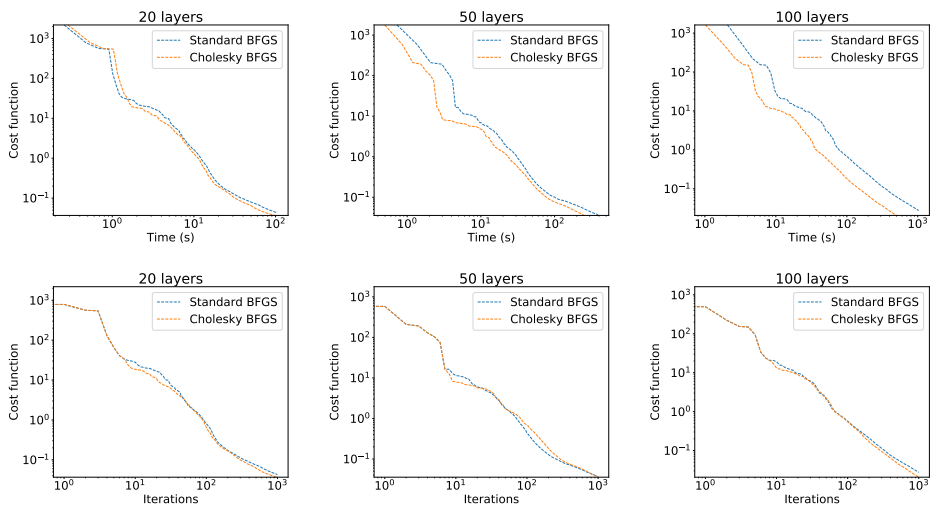 20 layers
50 layers
100 layers
Cost function
10³
10²
10¹
10⁰
10⁻¹
Standard BFGS
Cholesky BFGS
10⁰
10¹
10²
Time (s)
Cost function
10³
10²
10¹
10⁰
10⁻¹
Standard BFGS
Cholesky BFGS
10⁰
10¹
10²
Time (s)
Cost function
10³
10²
10¹
10⁰
10⁻¹
Standard BFGS
Cholesky BFGS
10⁰
10¹
10²
10³
Time (s)
20 layers
50 layers
100 layers
Cost function
10³
10²
10¹
10⁰
10⁻¹
Standard BFGS
Cholesky BFGS
10⁰
10¹
10²
10³
Iterations
Cost function
10³
10²
10¹
10⁰
10⁻¹
Standard BFGS
Cholesky BFGS
10⁰
10¹
10²
10³
Iterations
Cost function
10³
10²
10¹
10⁰
10⁻¹
Standard BFGS
Cholesky BFGS
10⁰
10¹
10²
10³
Iterations